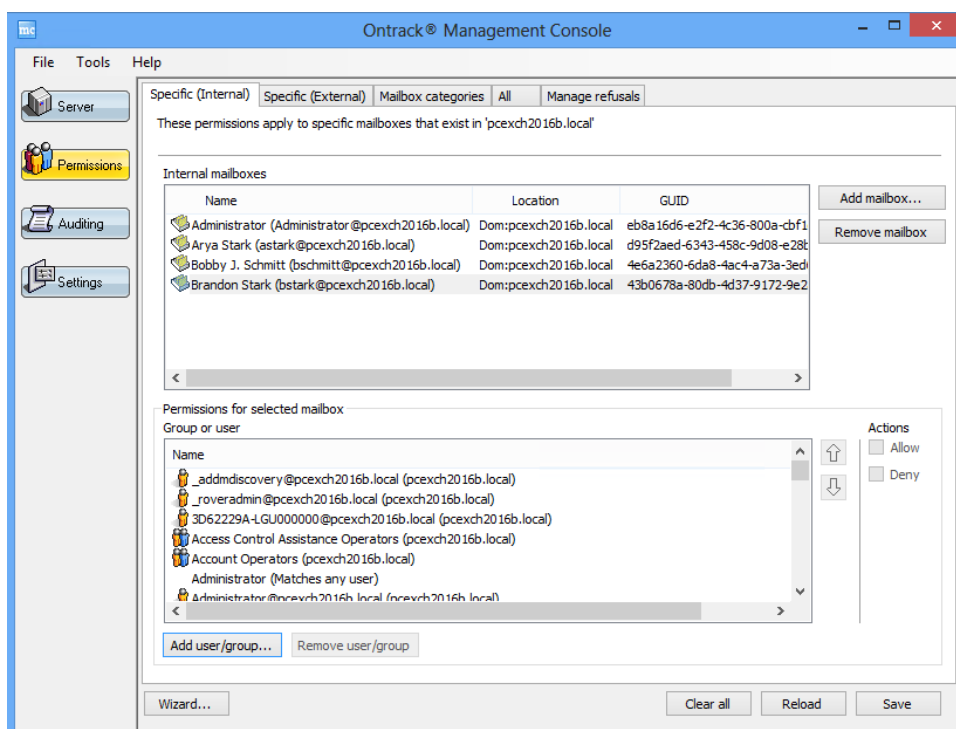 mc
Ontrack® Management Console
File Tools Help
Server
Permissions
Auditing
Settings
Specific (Internal) Specific (External) Mailbox categories All Manage refusals
These permissions apply to specific mailboxes that exist in 'pcexch2016b.local'
Internal mailboxes
Name Location GUID
Administrator (Administrator@pcexch2016b.local) Dom:pcexch2016b.local eb8a16d6-e2f2-4c36-800a-cbf1
Arya Stark (astark@pcexch2016b.local) Dom:pcexch2016b.local d95f2aed-6343-458c-9d08-e28b
Bobby J. Schmitt (bschmitt@pcexch2016b.local) Dom:pcexch2016b.local 4e6a2360-6da8-4ac4-a73a-3ed
Brandon Stark (bstark@pcexch2016b.local) Dom:pcexch2016b.local 43b0678a-80db-4d37-9172-9e2
Add mailbox...
Remove mailbox
Permissions for selected mailbox
Group or user
Name
_addmdiscovery@pcexch2016b.local (pcexch2016b.local)
_roveradmin@pcexch2016b.local (pcexch2016b.local)
3D62229A-LGU000000@pcexch2016b.local (pcexch2016b.local)
Access Control Assistance Operators (pcexch2016b.local)
Account Operators (pcexch2016b.local)
Administrator (Matches any user)
Administrator@pcexch2016b.local (pcexch2016b.local)
Actions
Allow
Deny
Add user/group... Remove user/group
Wizard... Clear all Reload Save